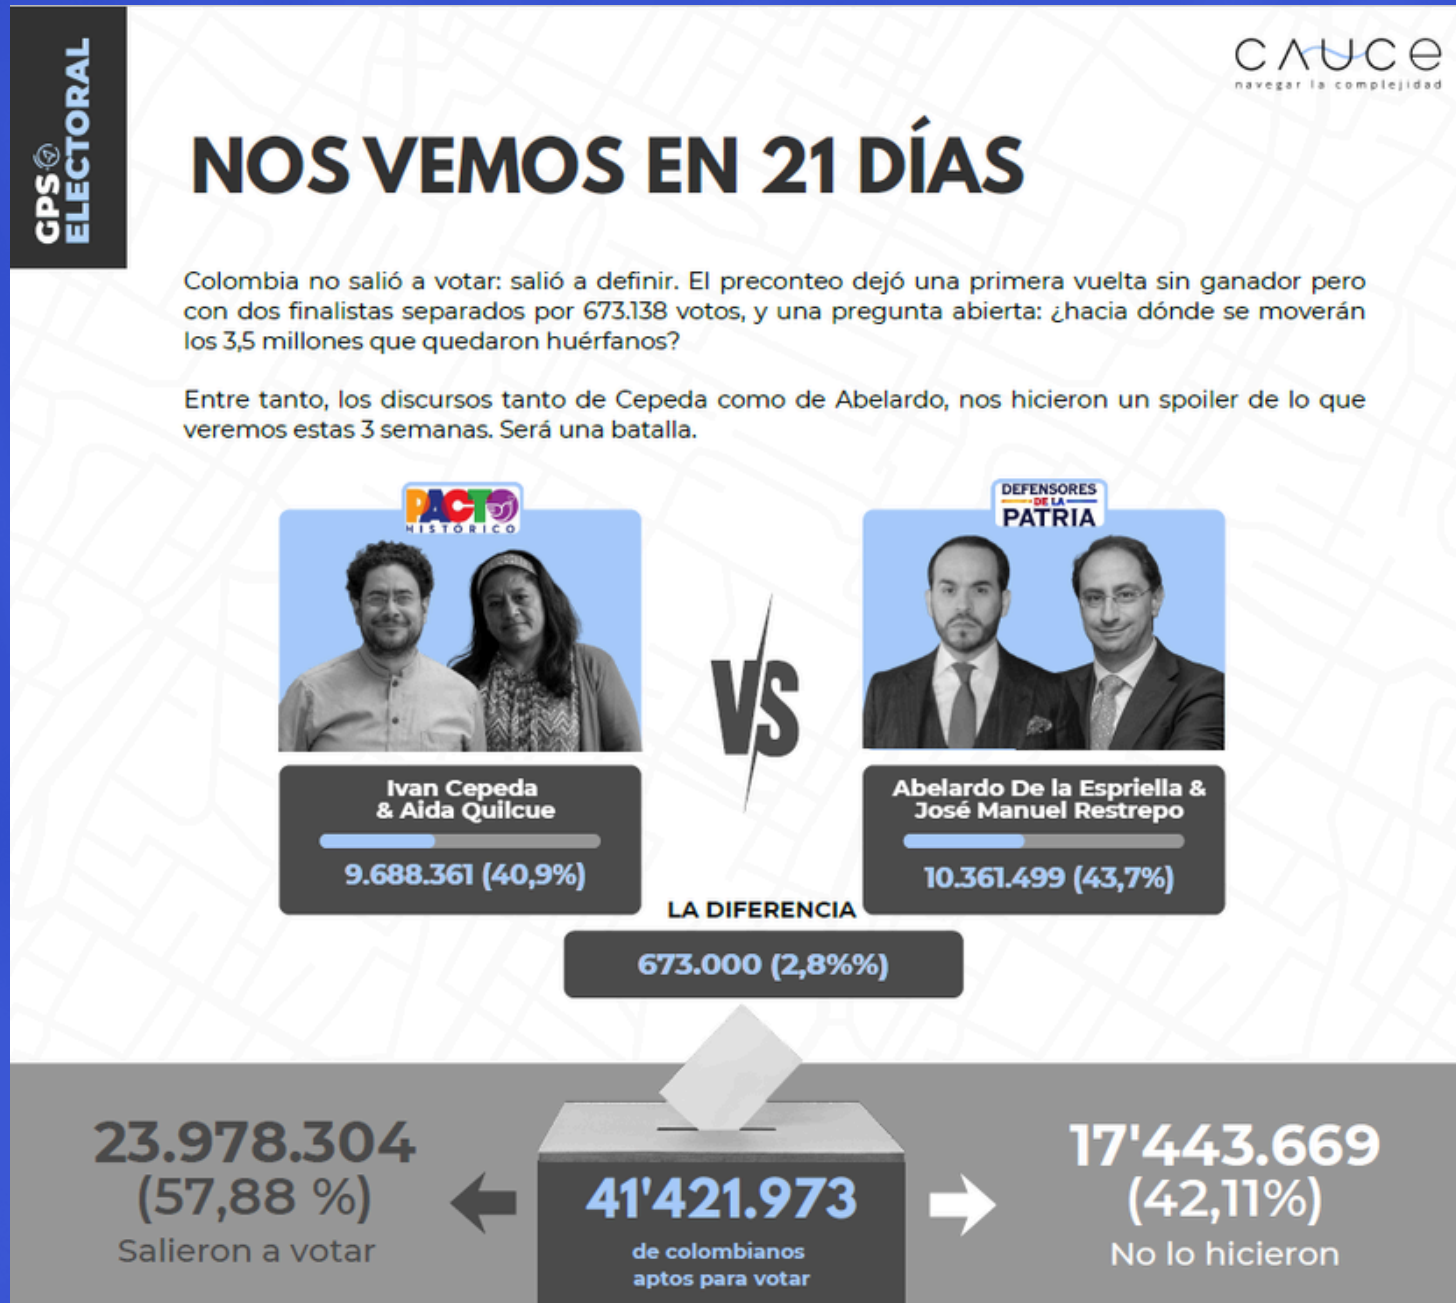 GPS
ELECTORAL
CAUCE
navegar la complejidad
NOS VEMOS EN 21 DÍAS
Colombia no salió a votar: salió a definir. El preconteo dejó una primera vuelta sin ganador pero
con dos finalistas separados por 673.138 votos, y una pregunta abierta: ¿hacia dónde se moverán
los 3,5 millones que quedaron huérfanos?
Entre tanto, los discursos tanto de Cepeda como de Abelardo, nos hicieron un spoiler de lo que
veremos estas 3 semanas. Será una batalla.
PACTO
HISTÓRICO
DEFENSORES
DE LA
PATRIA
VS
Ivan Cepeda
& Aida Quilcue
9.688.361 (40,9%)
Abelardo De la Espriella &
José Manuel Restrepo
10.361.499 (43,7%)
LA DIFERENCIA
673.000 (2,8%%)
23.978.304
(57,88 %)
Salieron a votar
41'421.973
de colombianos
aptos para votar
17'443.669
(42,11%)
No lo hicieron